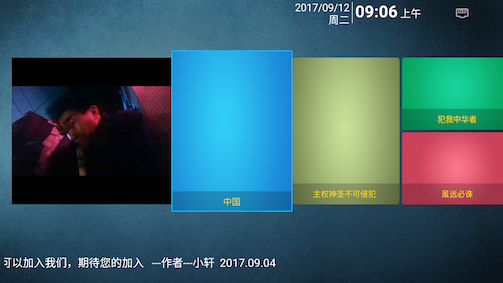 2017/09/12
周二
09:06 上午
犯我中华者
中国
主权神圣不可侵犯
虽远必诛
可以加入我们，期待您的加入 ---作者---小轩 2017.09.04